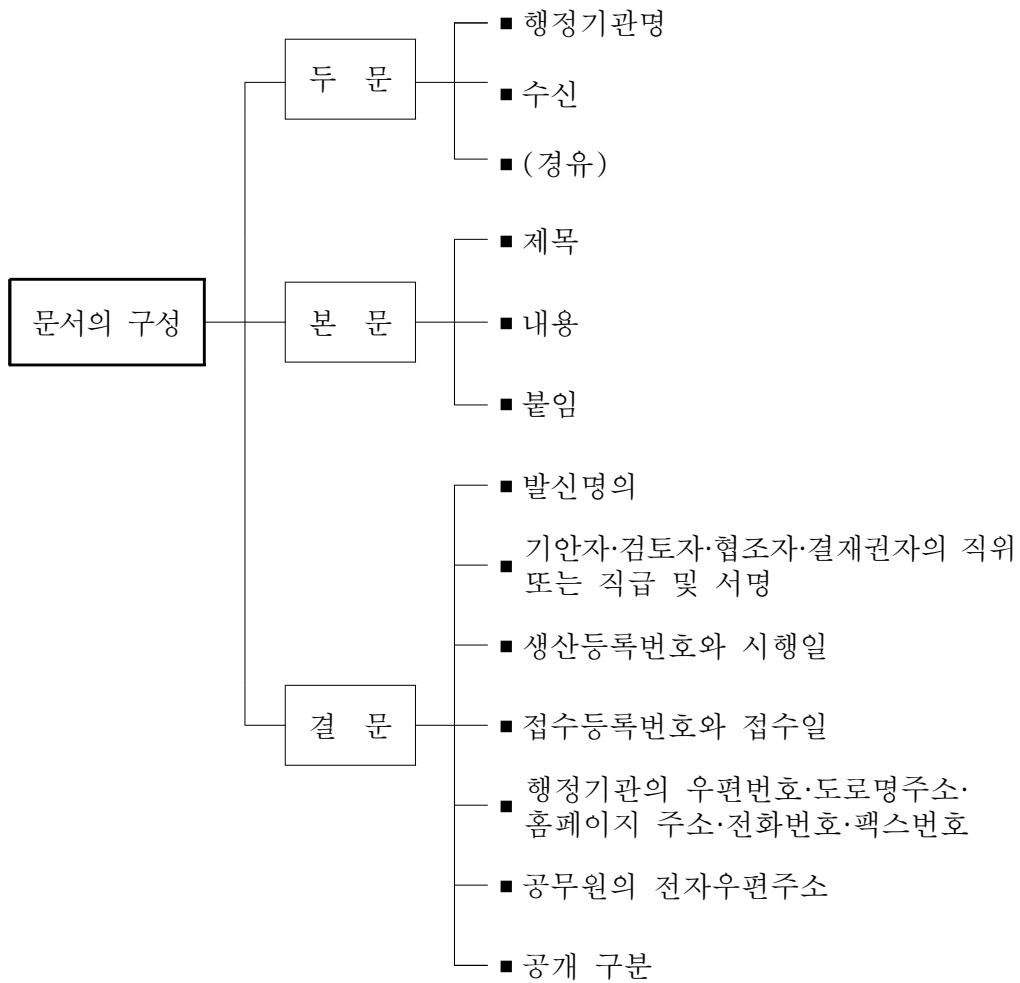 문서의 구성
두 문
■ 행정기관명
■ 수신
■ (경유)
본 문
■ 제목
■ 내용
■ 붙임
결 문
■ 발신명의
■ 기안자·검토자·협조자·결재권자의 직위
또는 직급 및 서명
■ 생산등록번호와 시행일
■ 접수등록번호와 접수일
■ 행정기관의 우편번호·도로명주소·
홈페이지 주소·전화번호·팩스번호
■ 공무원의 전자우편주소
■ 공개 구분